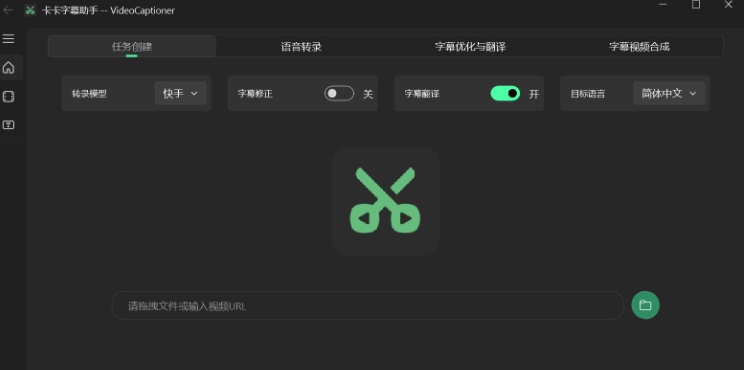 卡卡字幕助手 -- VideoCaptioner
任务创建 语音转录 字幕优化与翻译 字幕视频合成
转录模型 快手 字幕修正 关 字幕翻译 开 目标语言 简体中文
请拖拽文件或输入视频URL